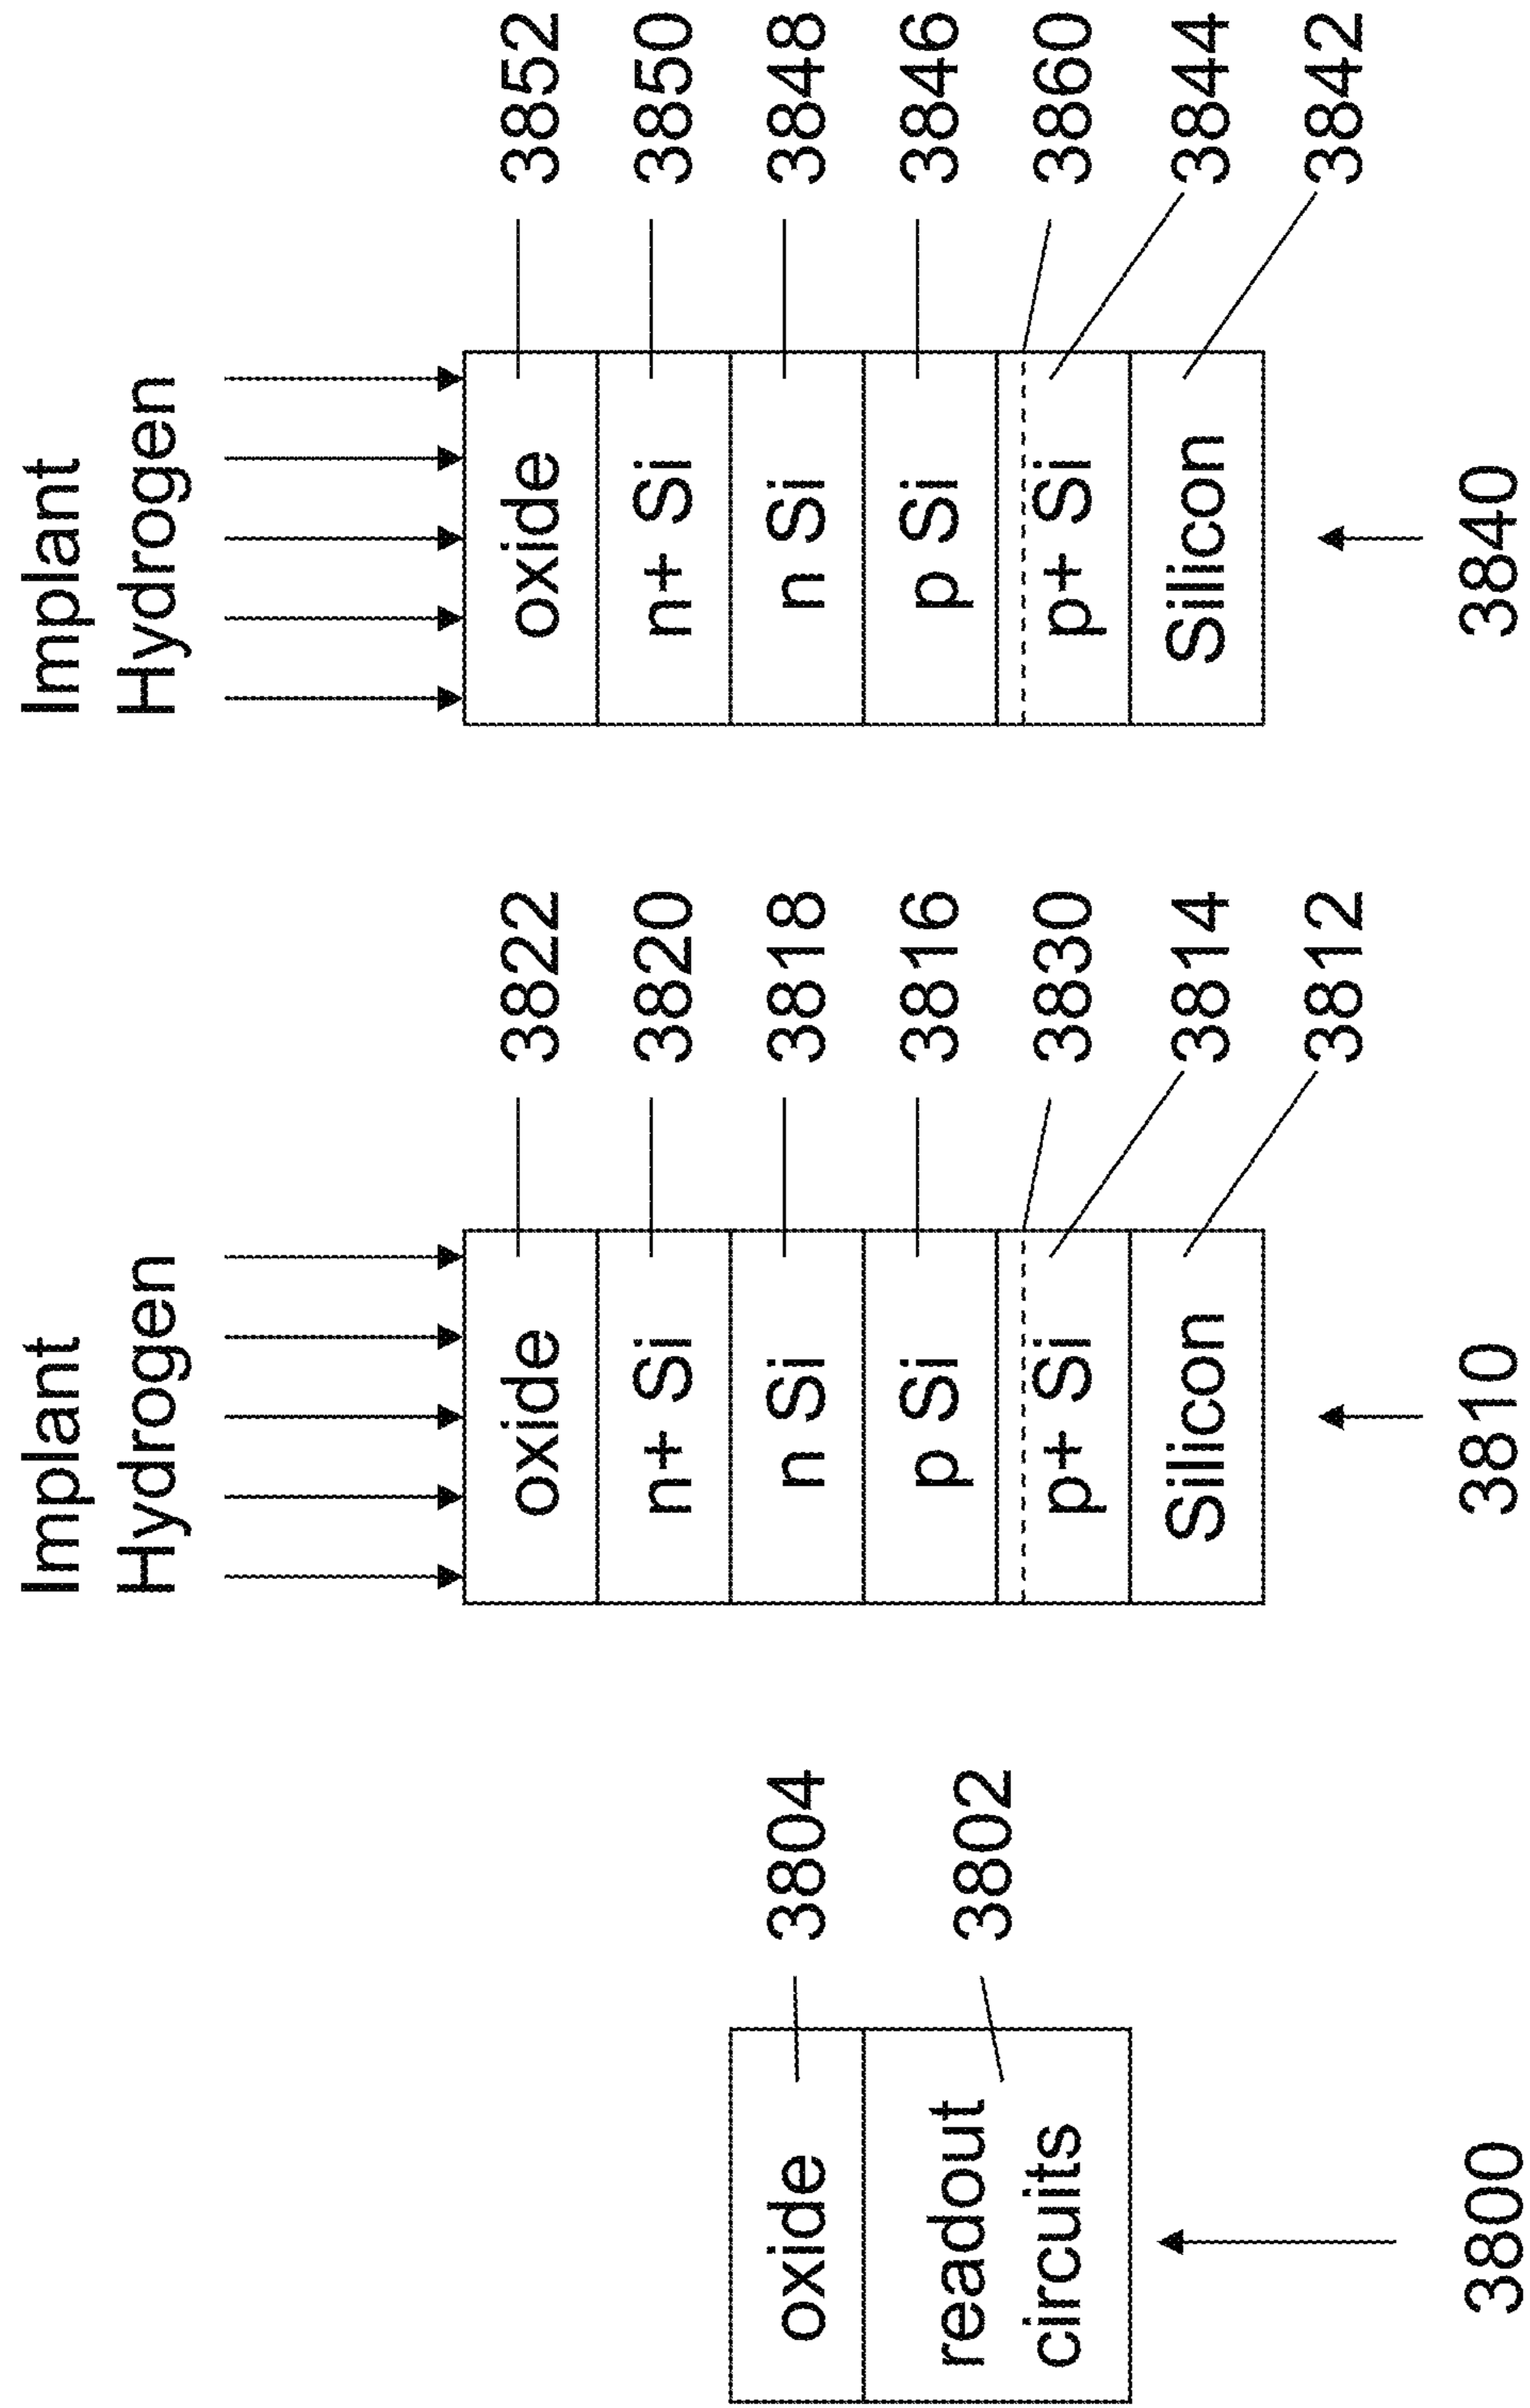 oxide
3804
readout
circuits
3802
3800
Implant
Hydrogen
oxide
3822
n+ Si
3820
n Si
3818
p Si
3816
3830
p+ Si
3814
Silicon
3812
3810
Implant
Hydrogen
oxide
3852
n+ Si
3850
n Si
3848
p Si
3846
3860
p+ Si
3844
Silicon
3842
3840